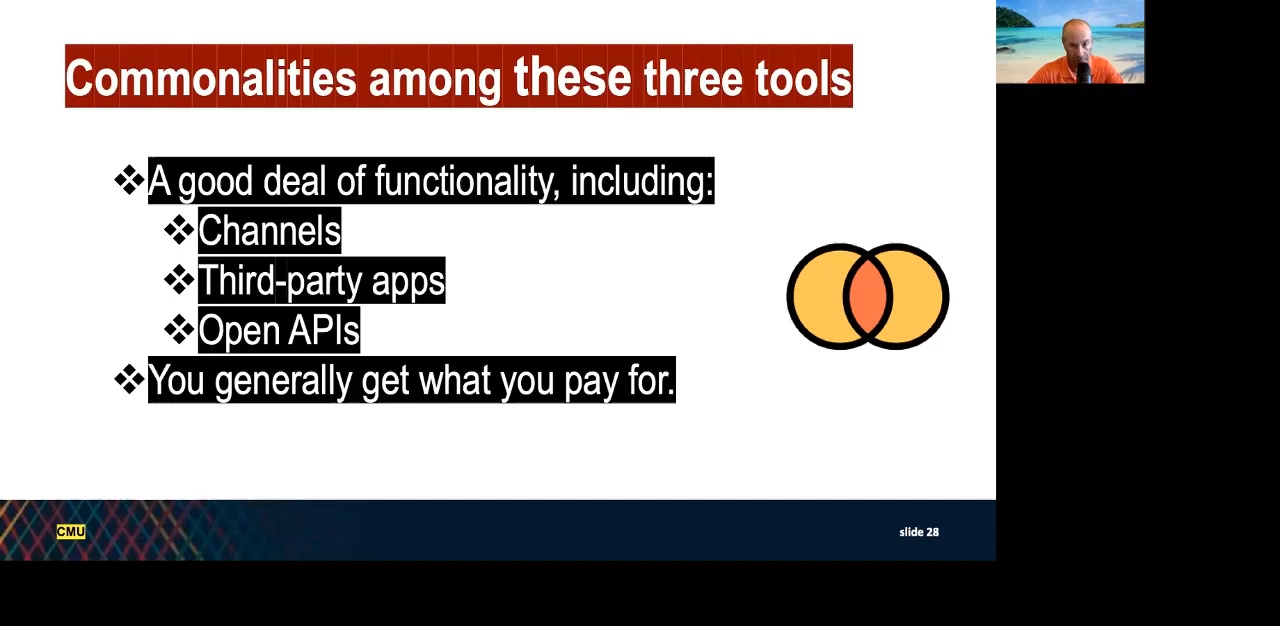 Commonalities among these three tools
A good deal of functionality, including:
Channels
Third-party apps
Open APIs
You generally get what you pay for.
CMU
slide 28